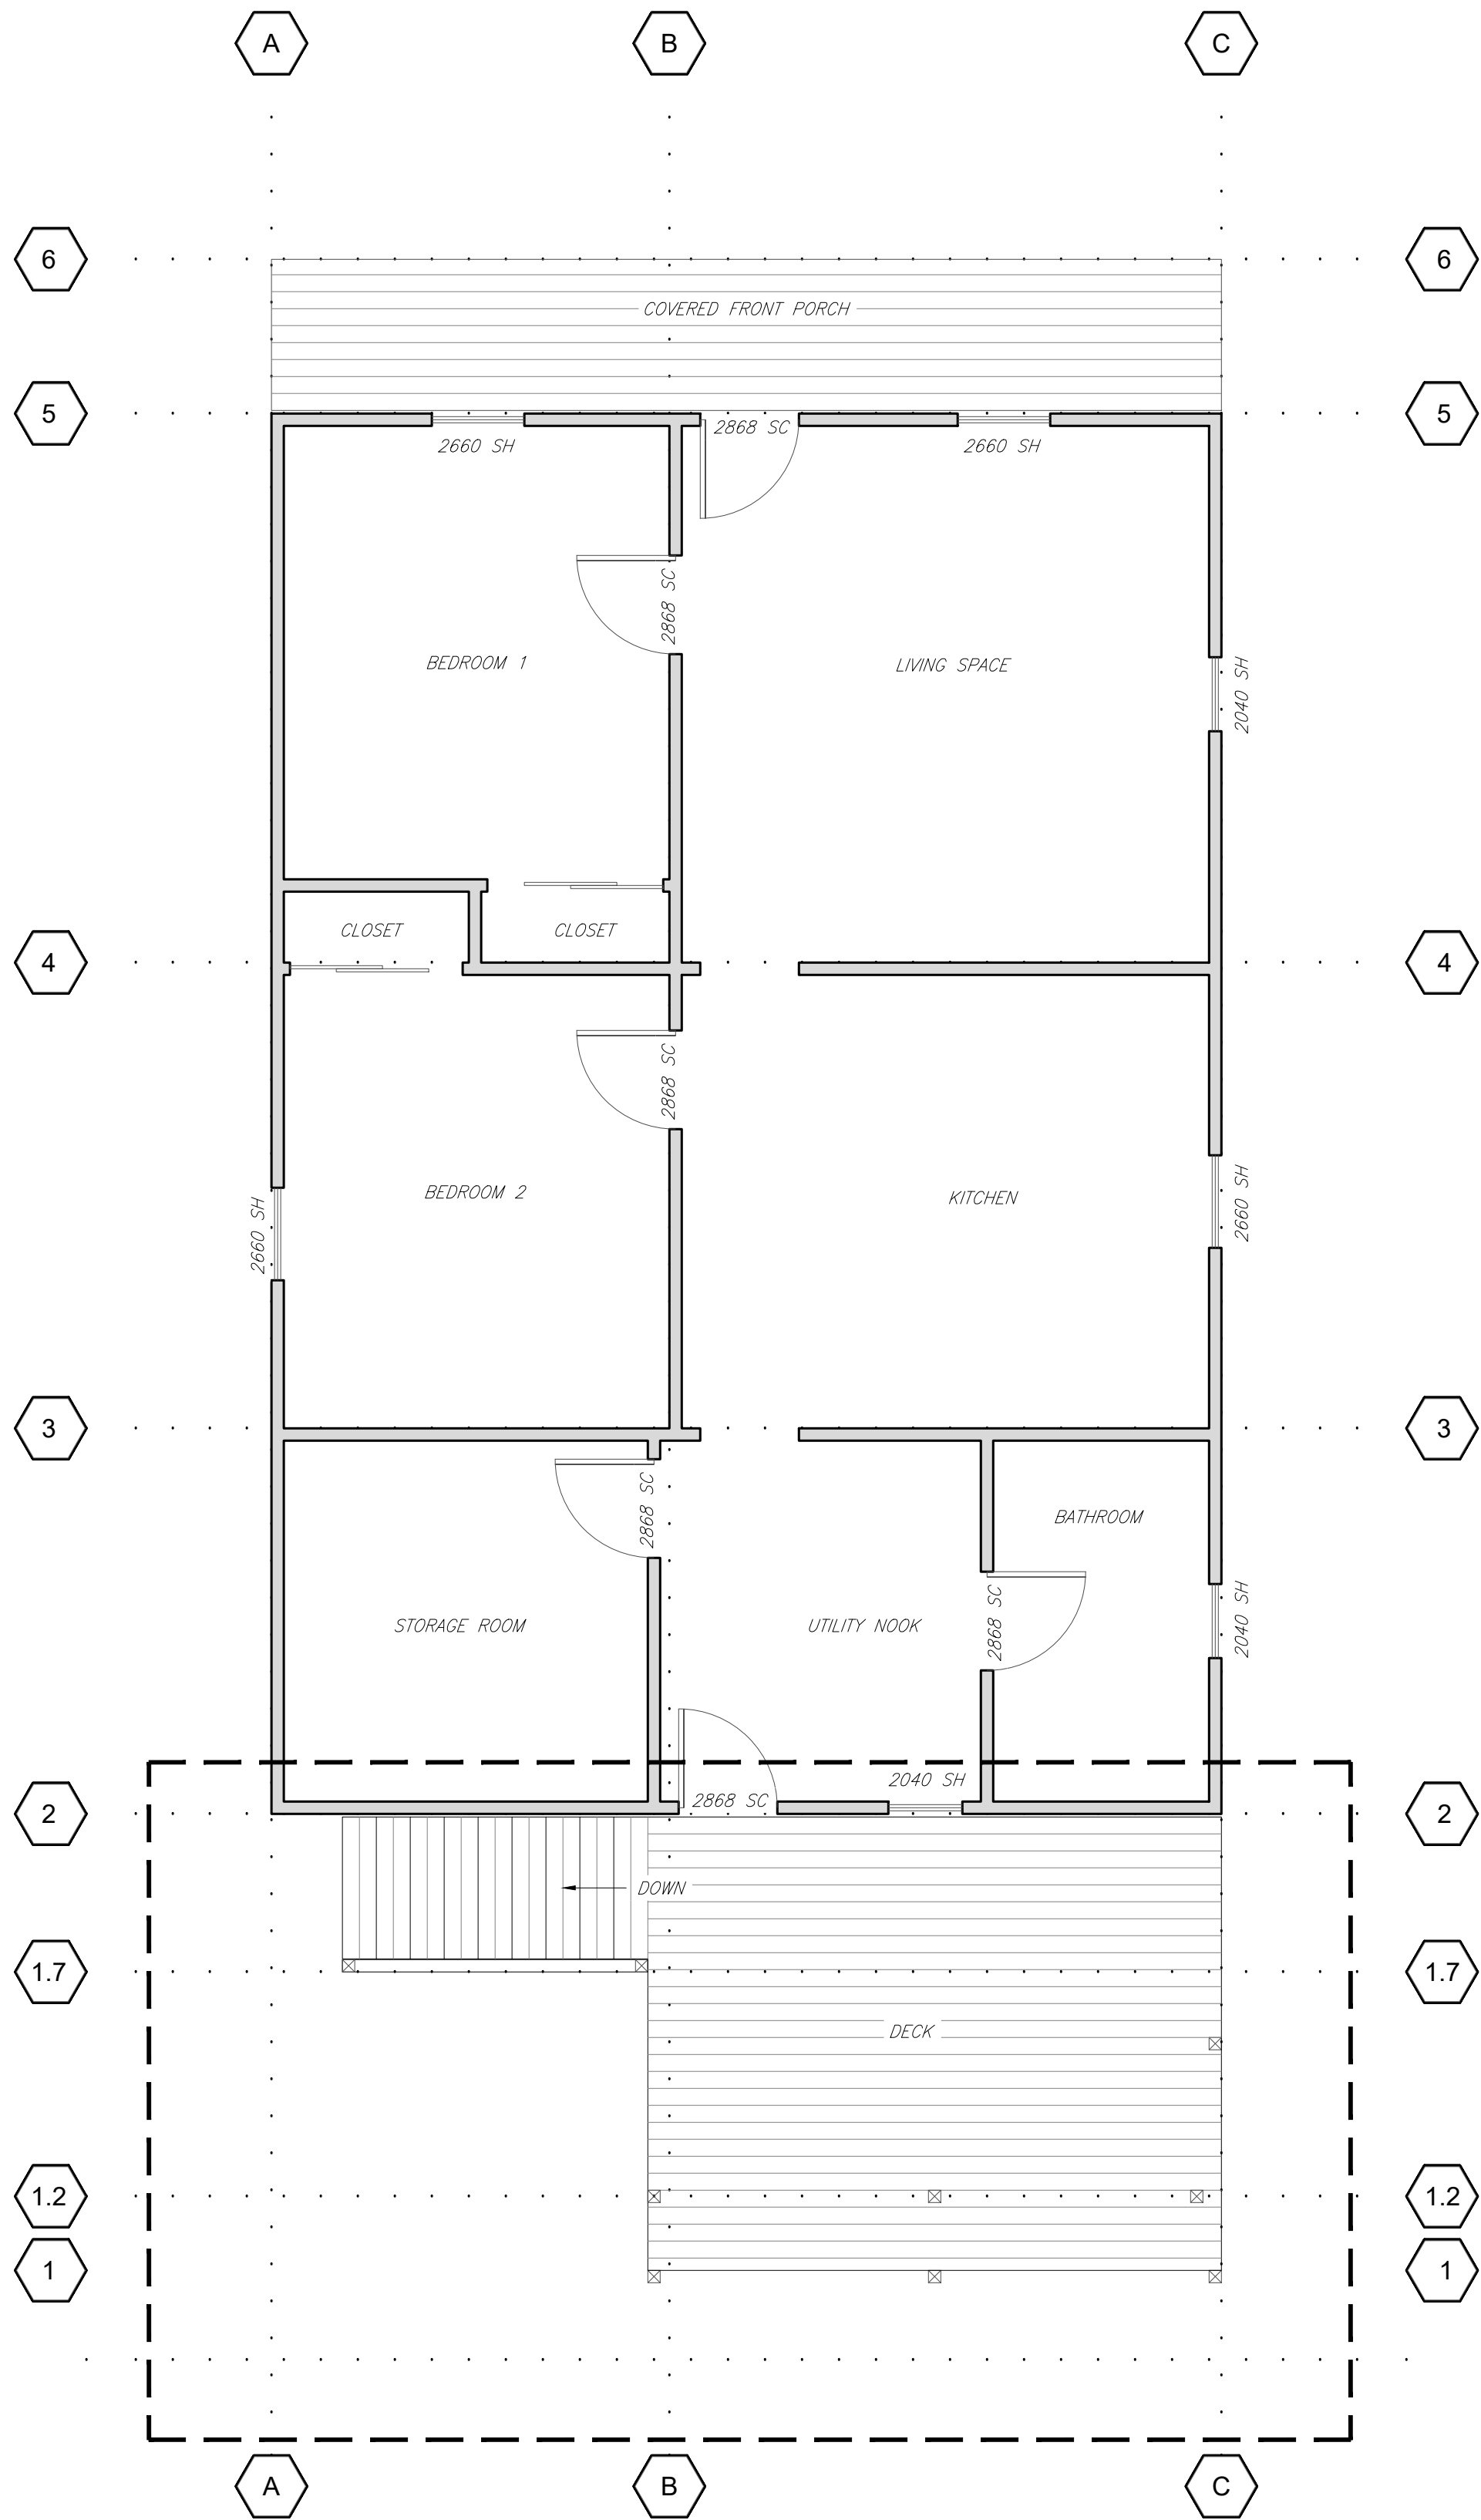 A B C
6 6
COVERED FRONT PORCH
5 5
2868 SC
2660 SH 2660 SH
2868 SC
BEDROOM 1 LIVING SPACE
2040 SH
CLOSET CLOSET
4 4
2868 SC
BEDROOM 2 KITCHEN
2660 SH 2660 SH
3 3
2868 SC
BATHROOM
STORAGE ROOM UTILITY NOOK
2868 SC
2040 SH
2040 SH
2868 SC
2 2
DOWN
1.7 1.7
DECK
1.2 1.2
1 1
A B C